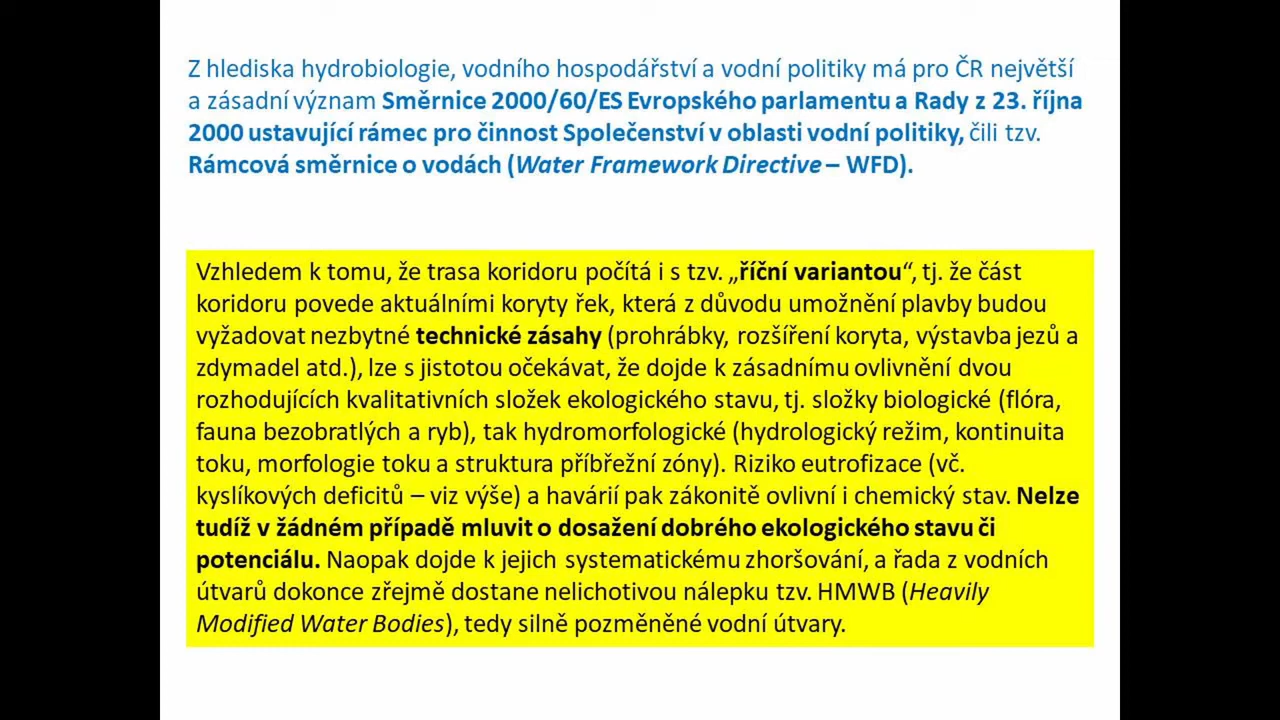 Z hlediska hydrobiologie, vodního hospodářství a vodní politiky má pro ČR největší
a zásadní význam Směrnice 2000/60/ES Evropského parlamentu a Rady z 23. října
2000 ustavující rámec pro činnost Společenství v oblasti vodní politiky, čili tzv.
Rámcová směrnice o vodách (Water Framework Directive – WFD).
Vzhledem k tomu, že trasa koridoru počítá i s tzv. „říční variantou“, tj. že část
koridoru povede aktuálními koryty řek, která z důvodu umožnění plavby budou
vyžadovat nezbytné technické zásahy (prohrábky, rozšíření koryta, výstavba jezů a
zdymadel atd.), lze s jistotou očekávat, že dojde k zásadnímu ovlivnění dvou
rozhodujících kvalitativních složek ekologického stavu, tj. složky biologické (flóra,
fauna bezobratlých a ryb), tak hydromorfologické (hydrologický režim, kontinuita
toku, morfologie toku a struktura příbřežní zóny). Riziko eutrofizace (vč.
kyslíkových deficitů – viz výše) a havárií pak zákonitě ovlivní i chemický stav. Nelze
tudíž v žádném případě mluvit o dosažení dobrého ekologického stavu či
potenciálu. Naopak dojde k jejich systematickému zhoršování, a řada z vodních
útvarů dokonce zřejmě dostane nelichotivou nálepku tzv. HMWB (Heavily
Modified Water Bodies), tedy silně pozměněné vodní útvary.